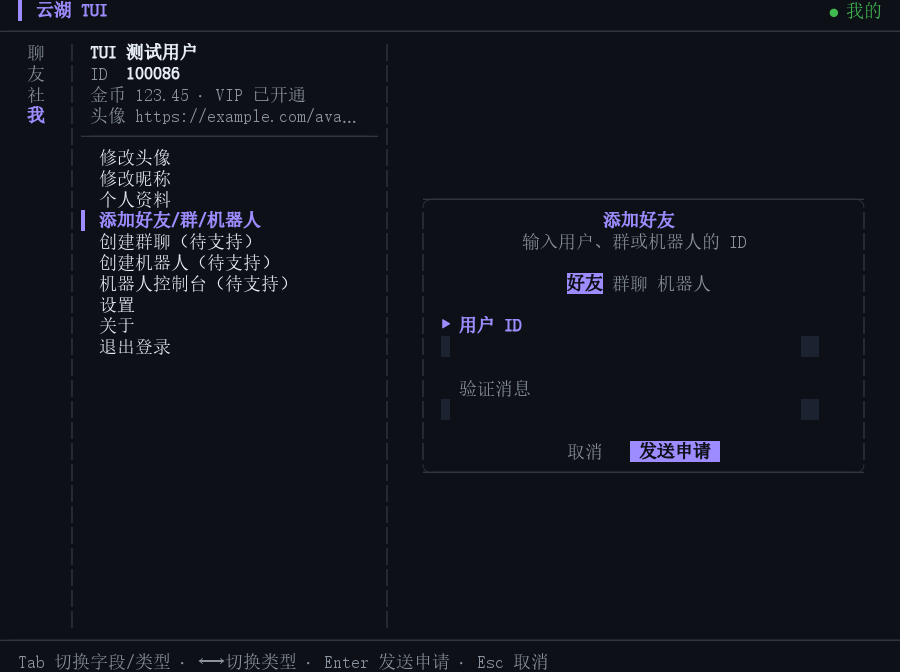 云湖 TUI
● 我的
聊
友
社
我
TUI 测试用户
ID 100086
金币 123.45 · VIP 已开通
头像 https://example.com/ava…
修改头像
修改昵称
个人资料
添加好友/群/机器人
创建群聊（待支持）
创建机器人（待支持）
机器人控制台（待支持）
设置
关于
退出登录
添加好友
输入用户、群或机器人的 ID
好友 群聊 机器人
▸ 用户 ID
验证消息
取消 发送申请
Tab 切换字段/类型 · ←→切换类型 · Enter 发送申请 · Esc 取消